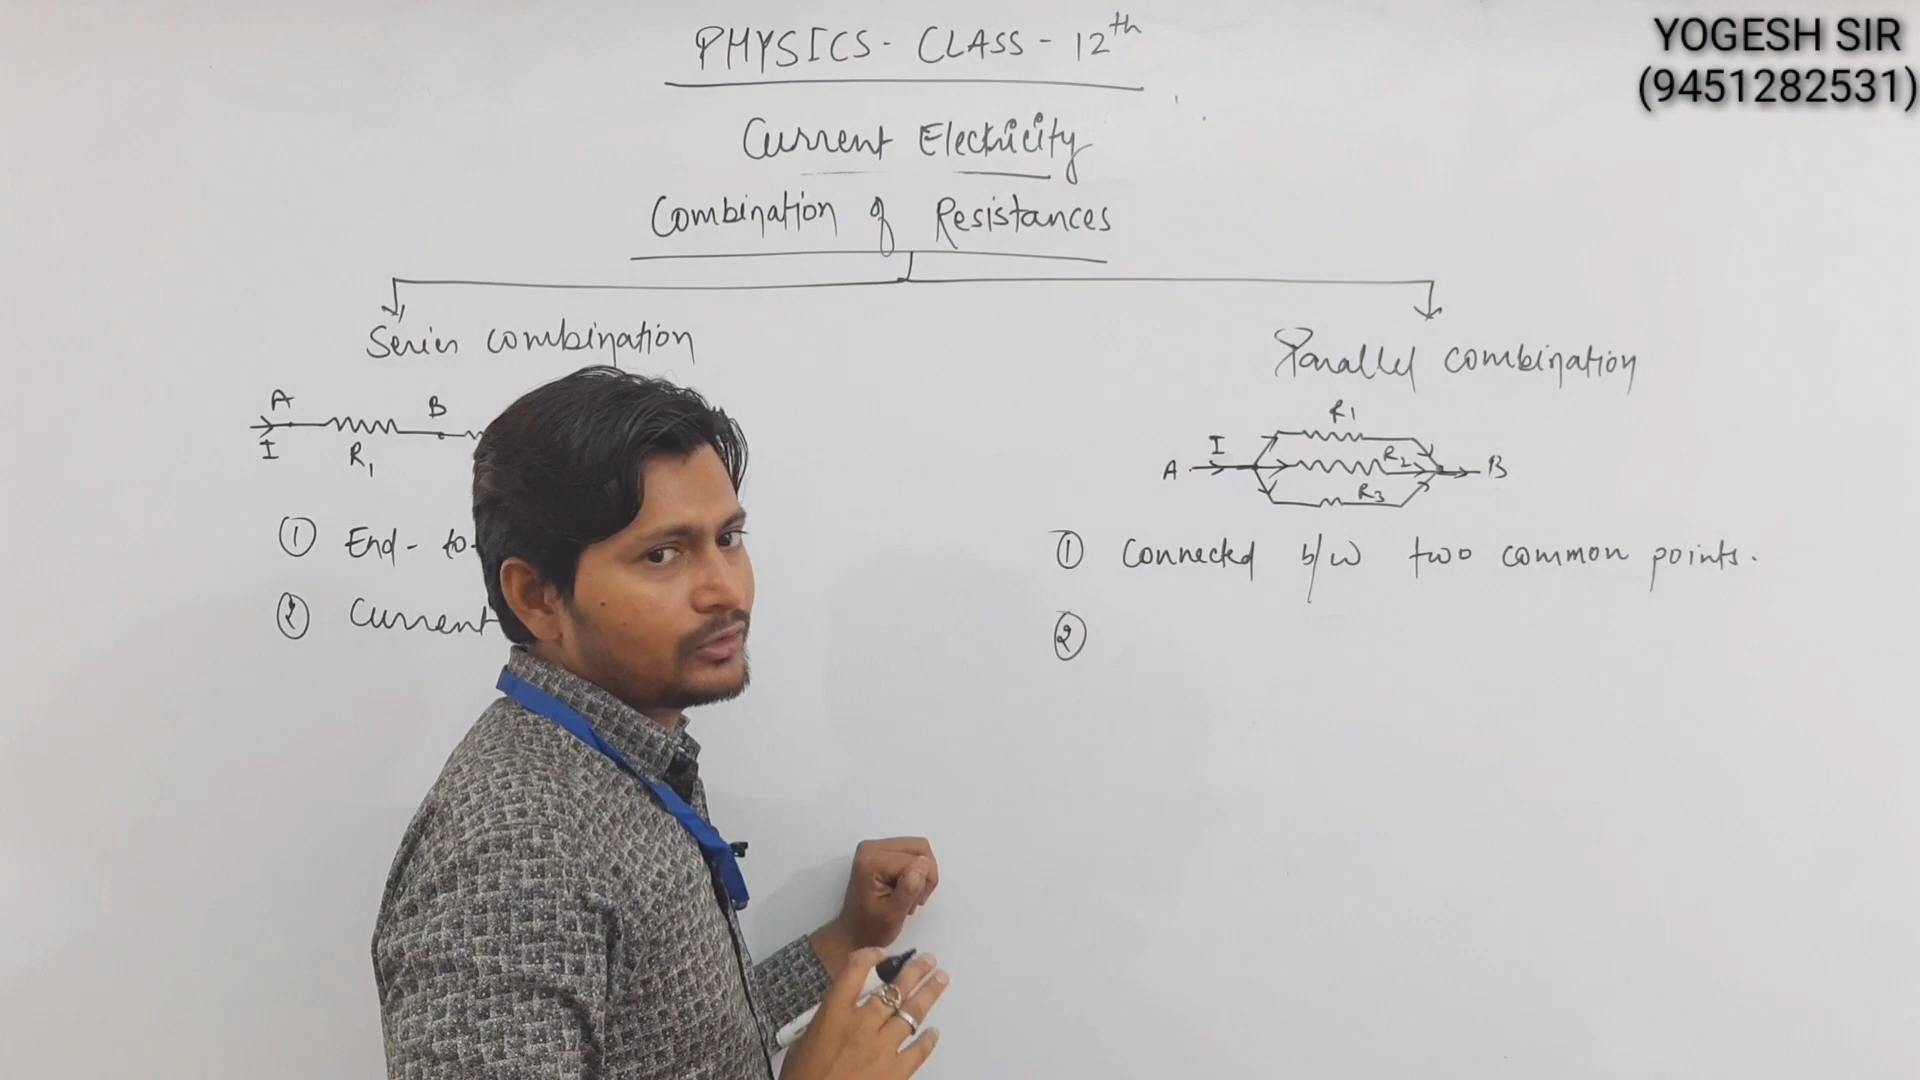 PHYSICS - CLASS - 12th
YOGESH SIR
(9451282531)
Current Electricity
Combination of Resistances
Series combination
A B
I R1
① End - to
② Current
Parallel combination
R1
A I R2 B
R3
① Connected b/w two common points.
②